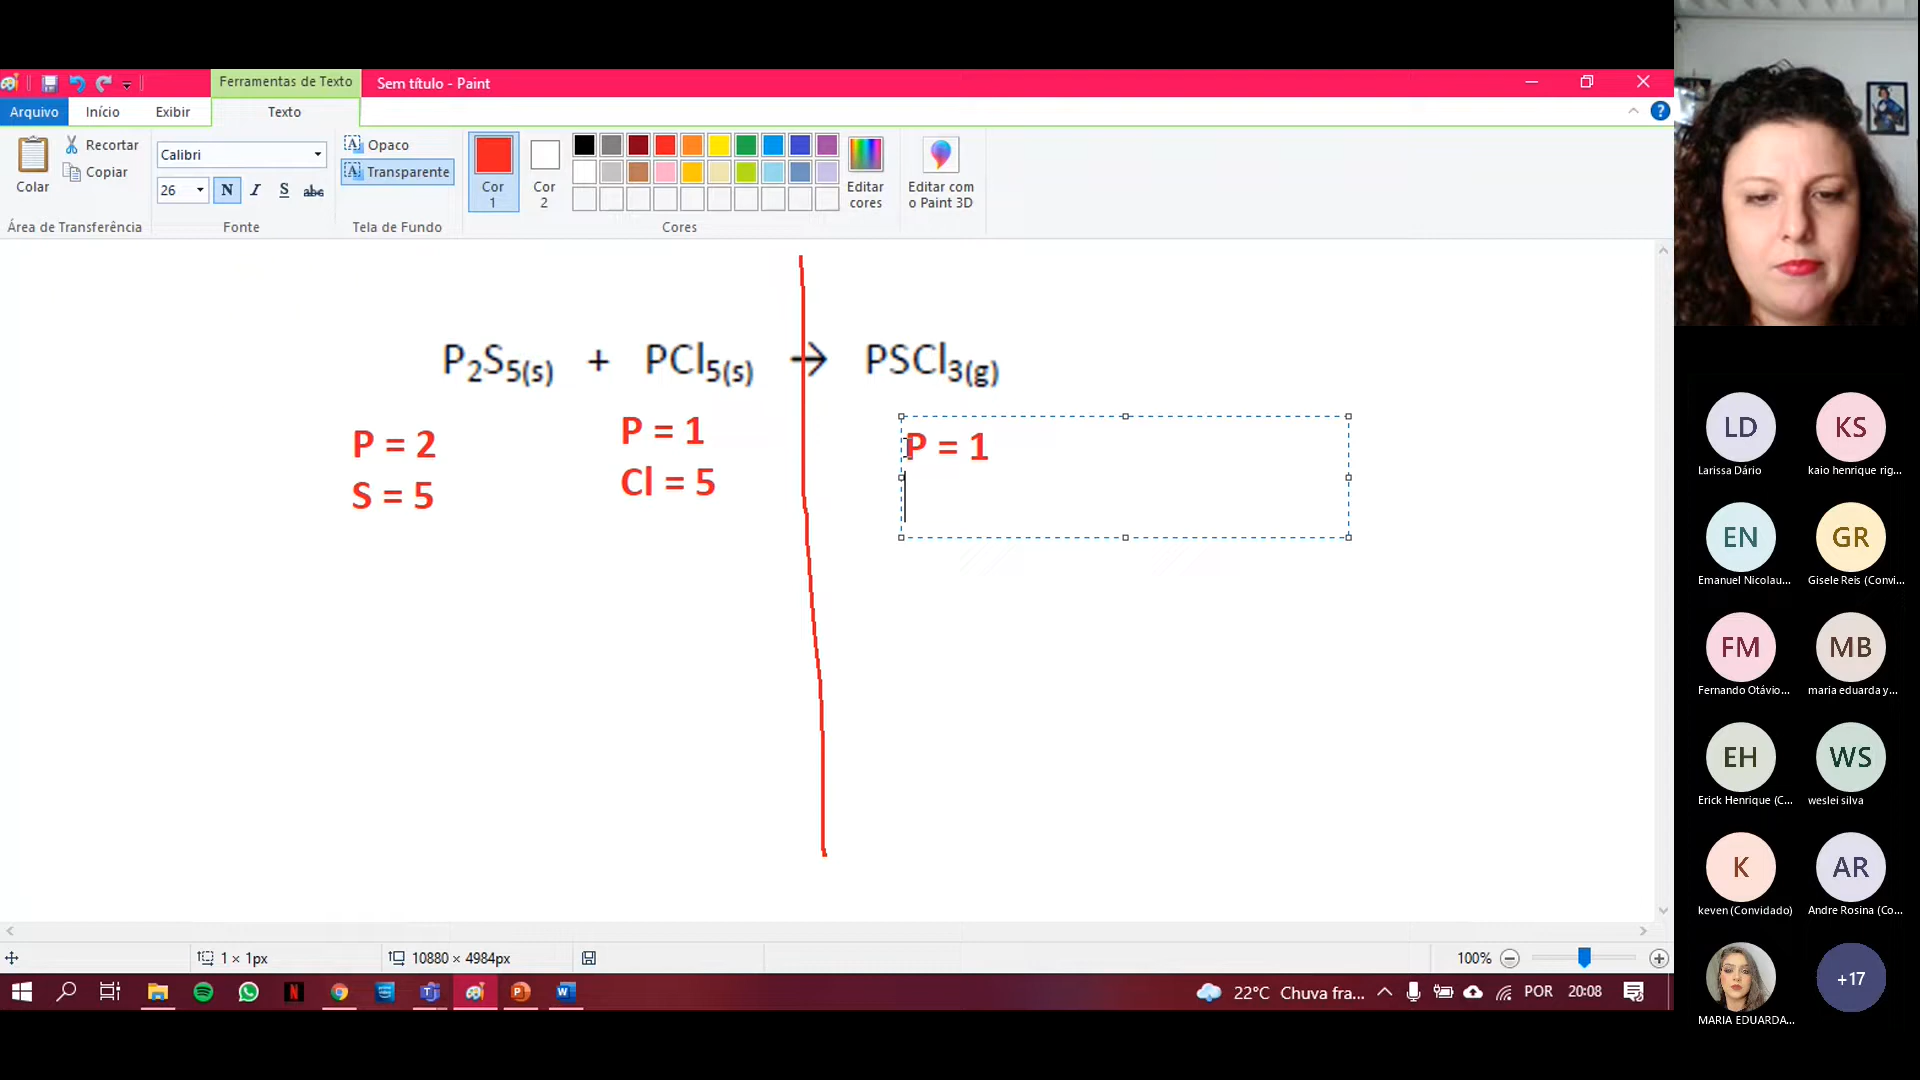 Ferramentas de Texto
Sem título - Paint
Arquivo
Início
Exibir
Texto
Colar
Recortar
Copiar
Área de Transferência
Calibri
26
N
I
S
abc
Fonte
Opaco
Transparente
Tela de Fundo
Cor 1
Cor 2
Cores
Editar cores
Editar com o Paint 3D
P₂S₅(s) + PCl₅(s) → PSCl₃(g)
P = 2
S = 5
P = 1
Cl = 5
P = 1
1 × 1px
10880 × 4984px
100%
22°C Chuva fra...
POR
20:08
LD
Larissa Dário
KS
kaio henrique rig...
EN
Emanuel Nicolau...
GR
Gisele Reis (Convi...
FM
Fernando Otávio...
MB
maria eduarda y...
EH
Erick Henrique (C...
WS
weslei silva
K
keven (Convidado)
AR
Andre Rosina (Co...
MARIA EDUARDA...
+17